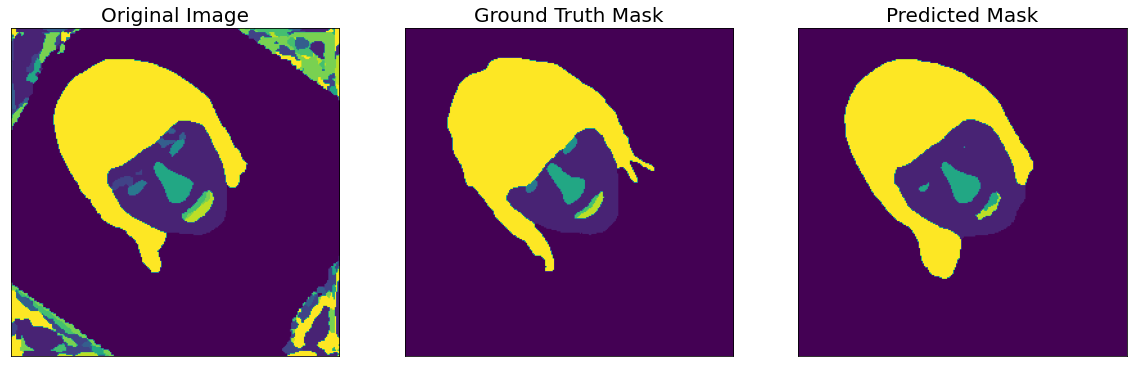 Original Image
Ground Truth Mask
Predicted Mask